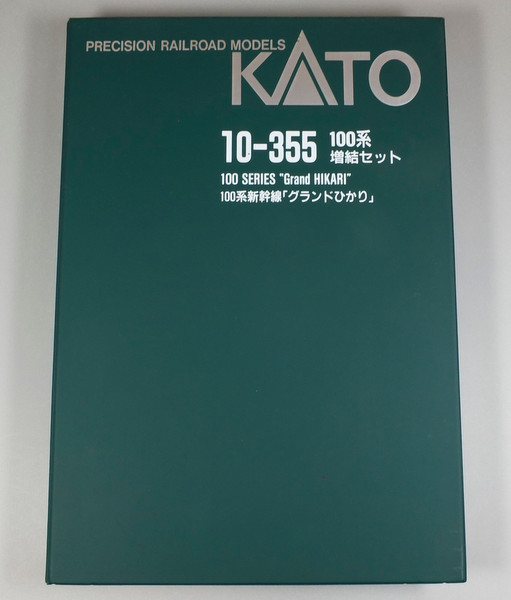 PRECISION RAILROAD MODELS
KATO
10-355 100系
増結セット
100 SERIES "Grand HIKARI"
100系新幹線「グランドひかり」